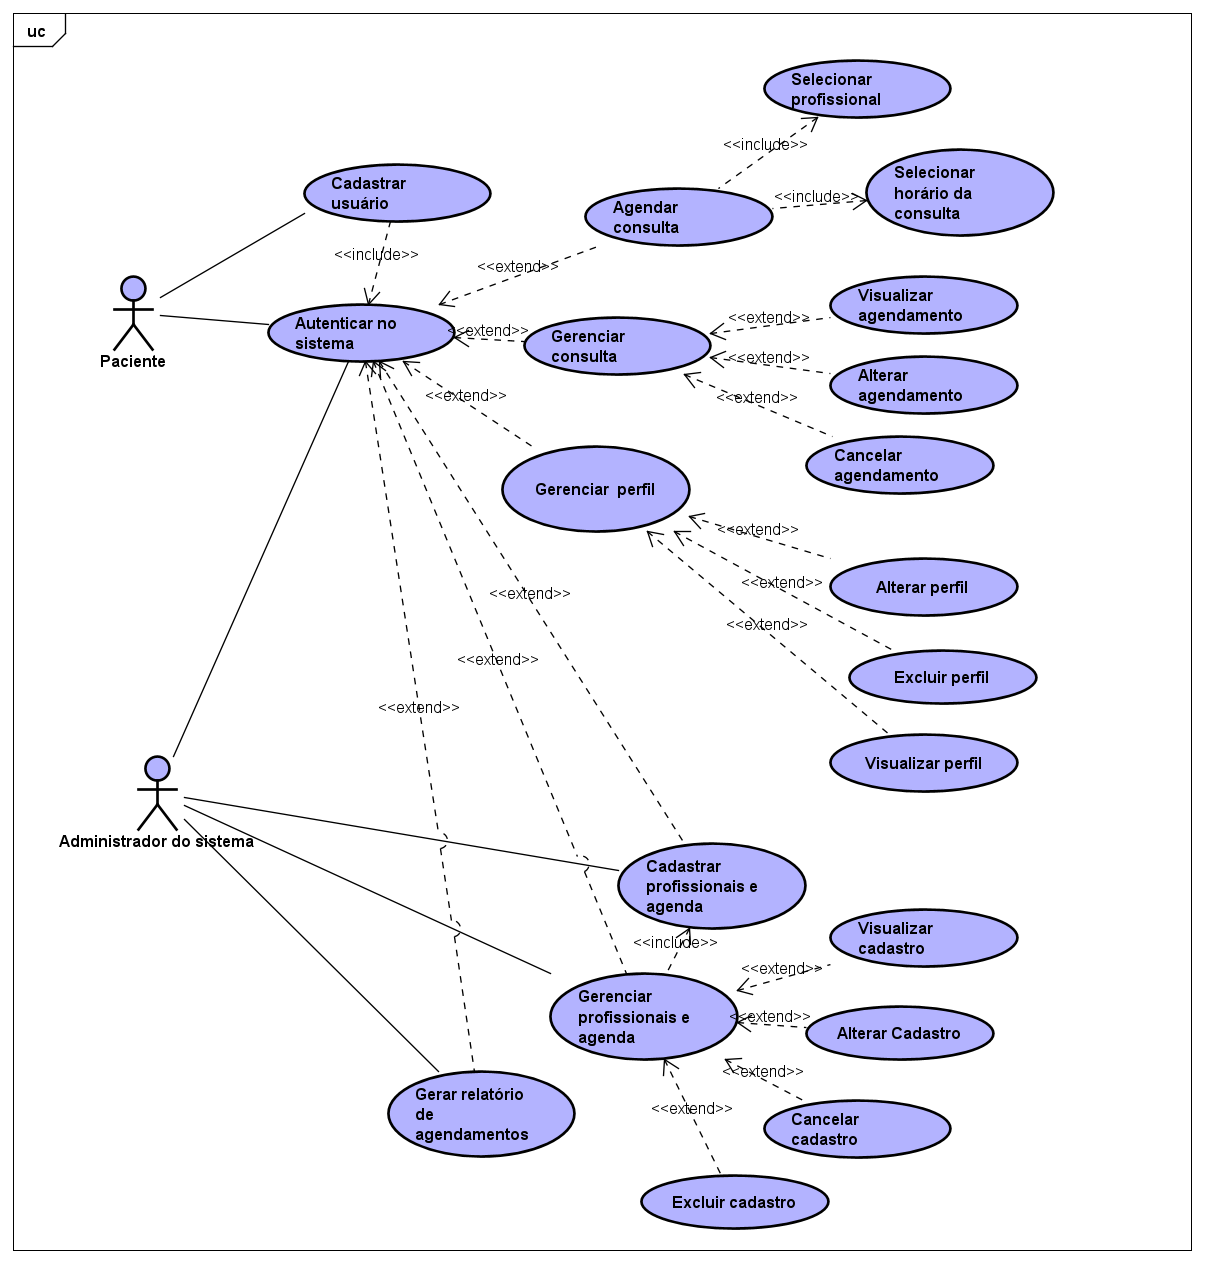 uc
Selecionar
profissional
<<include>>
Selecionar
horário da
consulta
<<include>>
Cadastrar
usuário
Agendar
consulta
<<include>>
<<extend>>
Paciente
Autenticar no
sistema
<<extend>>
Gerenciar
consulta
<<extend>>
Visualizar
agendamento
<<extend>>
Alterar
agendamento
<<extend>>
Cancelar
agendamento
<<extend>>
Gerenciar  perfil
<<extend>>
Alterar perfil
<<extend>>
Excluir perfil
<<extend>>
Visualizar perfil
<<extend>>
<<extend>>
<<extend>>
Administrador do sistema
Cadastrar
profissionais e
agenda
<<include>>
Visualizar
cadastro
<<extend>>
Gerenciar
profissionais e
agenda
<<extend>>
Alterar Cadastro
<<extend>>
Cancelar
cadastro
<<extend>>
Gerar relatório
de
agendamentos
Excluir cadastro